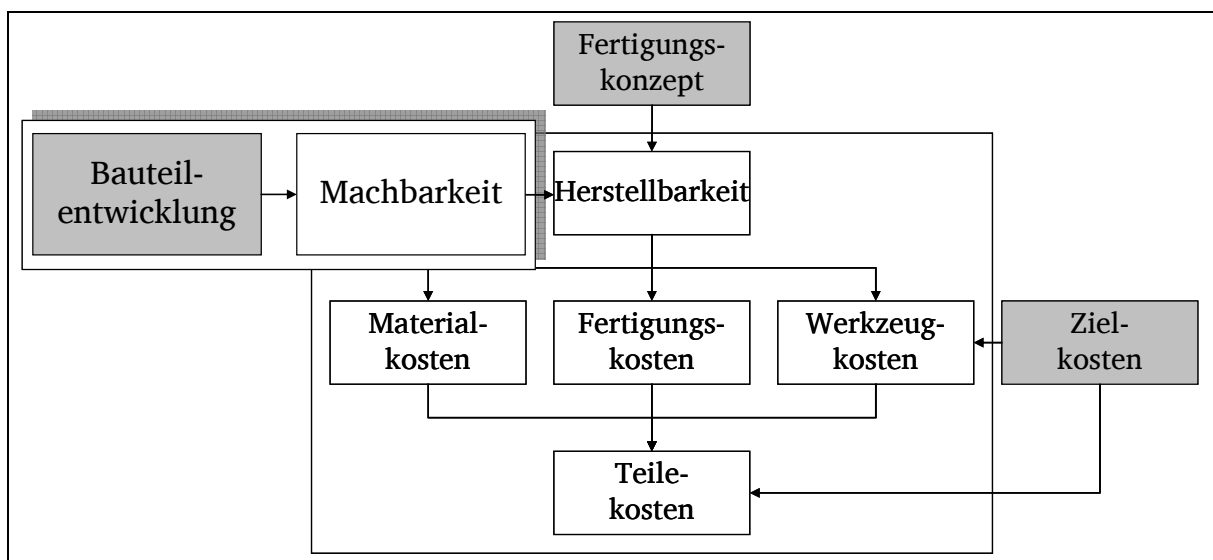 Fertigungs-
konzept
Bauteil-
entwicklung
Machbarkeit
Herstellbarkeit
Material-
kosten
Fertigungs-
kosten
Werkzeug-
kosten
Ziel-
kosten
Teile-
kosten